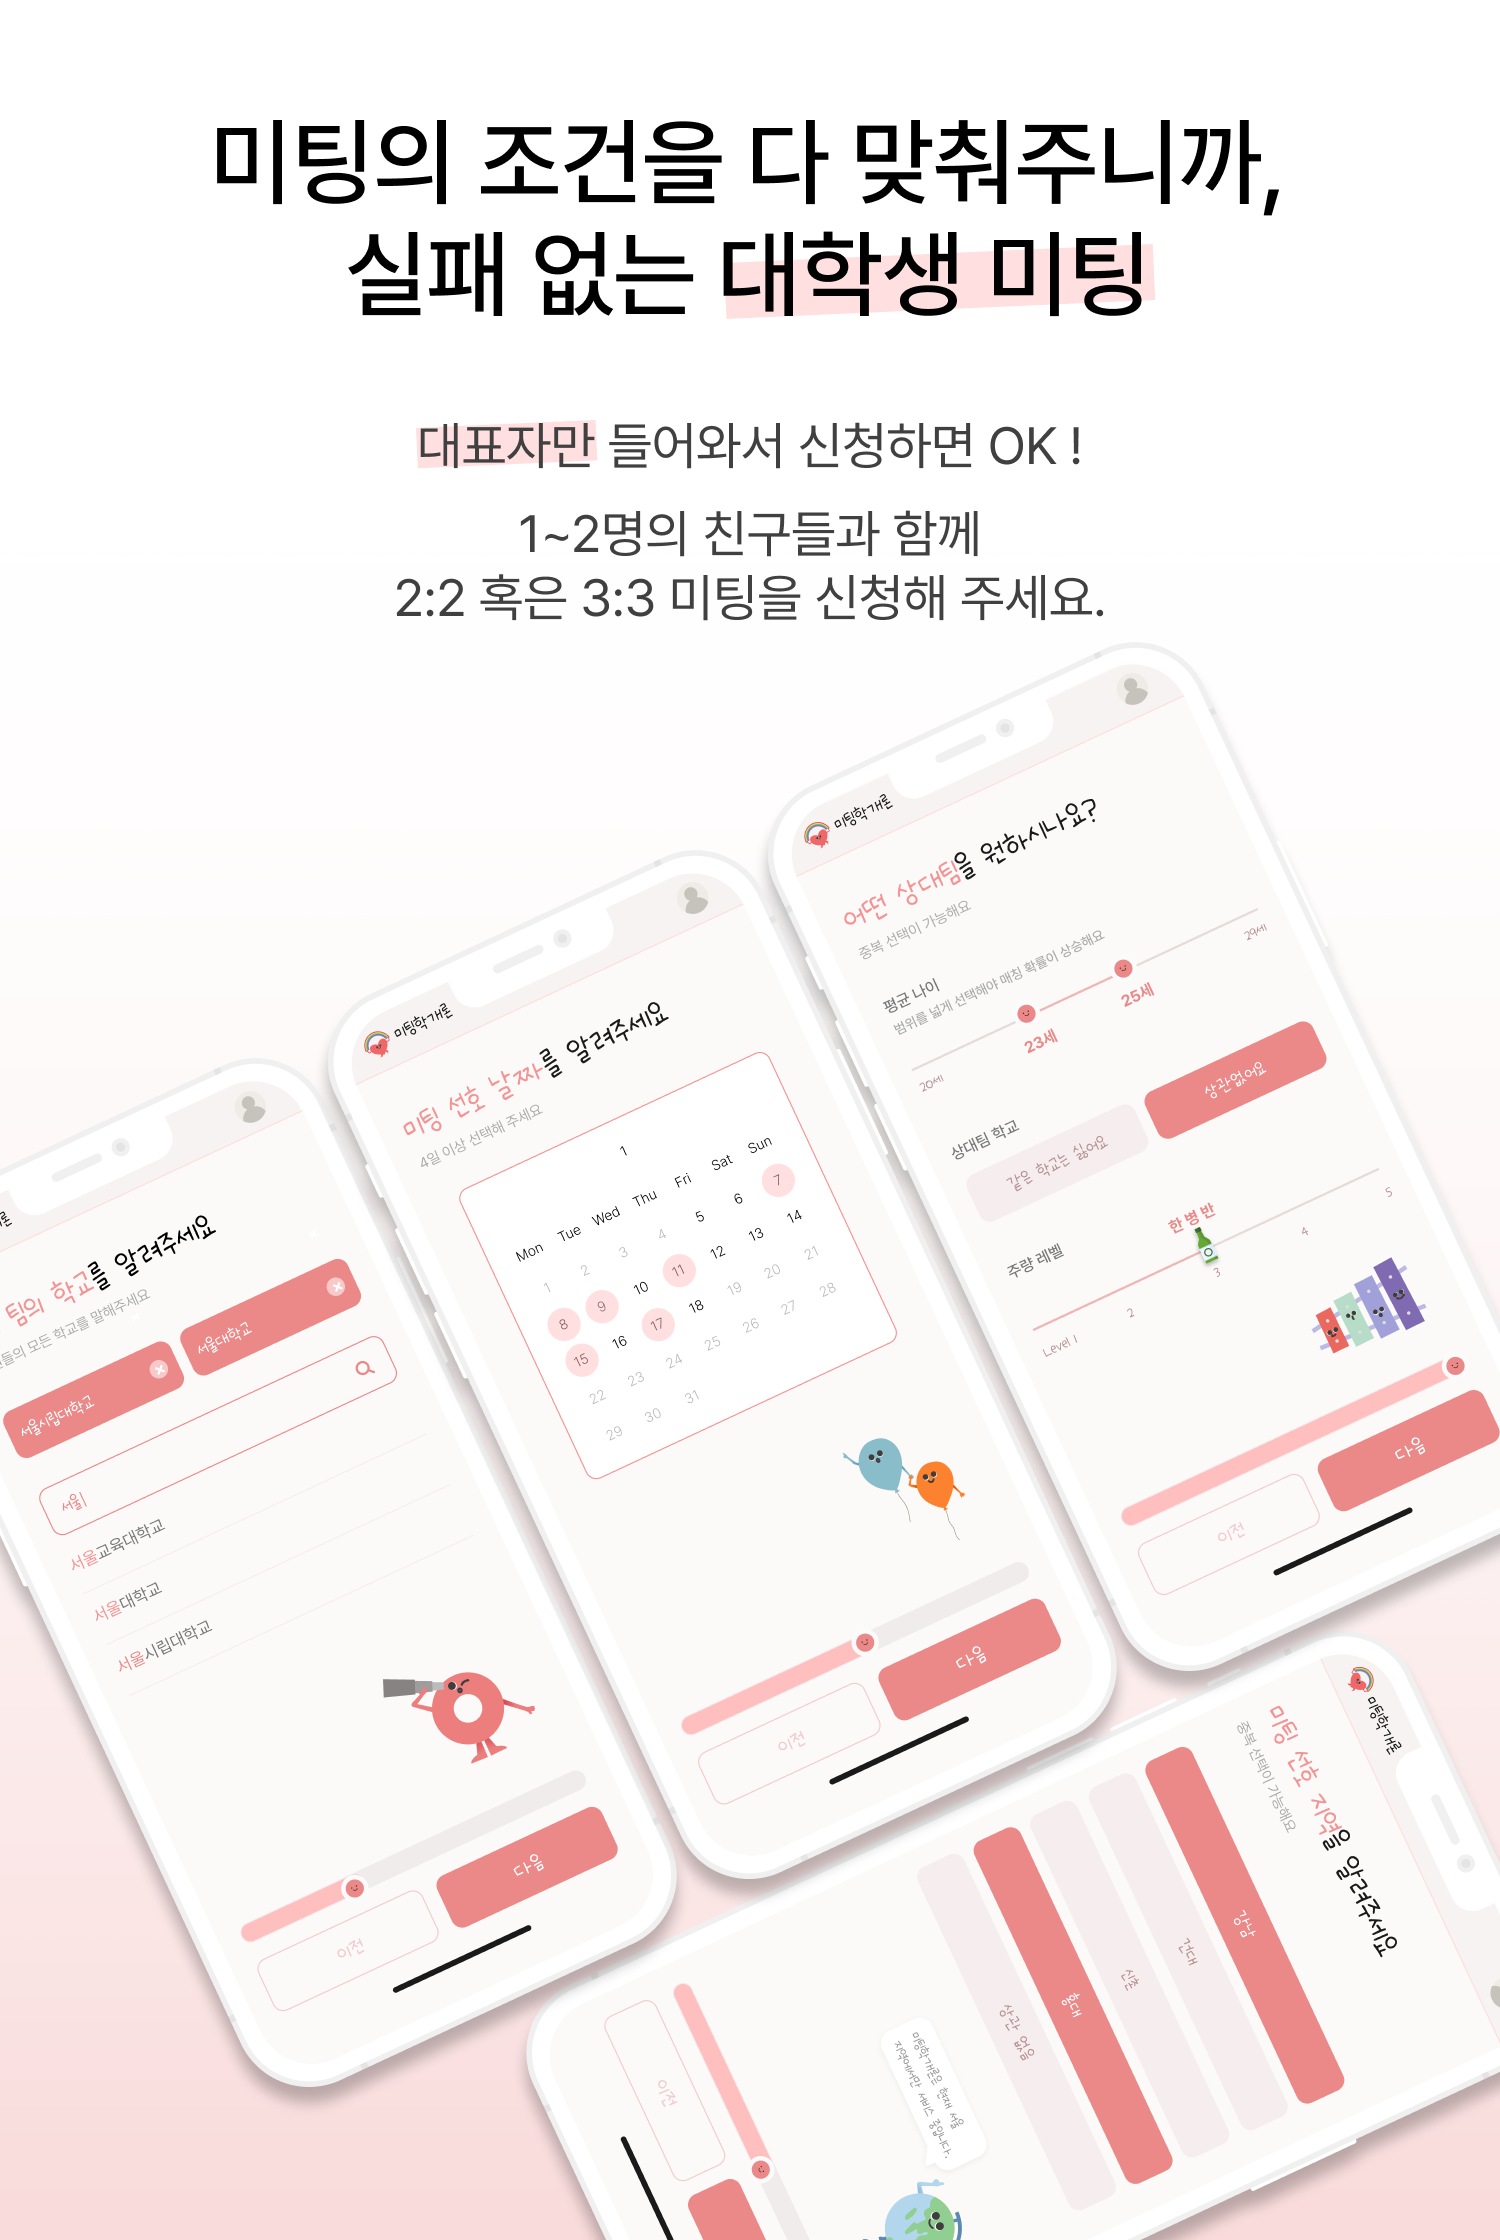 미팅의 조건을 다 맞춰주니까,
실패 없는 대학생 미팅
대표자만 들어와서 신청하면 OK !
1~2명의 친구들과 함께
2:2 혹은 3:3 미팅을 신청해 주세요.
팀의 학교를 알려주세요
들의 모든 학교를 말해주세요
서울시립대학교
서울대학교
서울
서울교육대학교
서울대학교
서울시립대학교
이전
다음
미팅학개론
미팅 선호 날짜를 알려주세요
4일 이상 선택해 주세요
1
Mon Tue Wed Thu Fri Sat Sun
1 2 3 4 5 6 7
8 9 10 11 12 13 14
15 16 17 18 19 20 21
22 23 24 25 26 27 28
29 30 31
이전
다음
미팅학개론
어떤 상대팀을 원하시나요?
중복 선택이 가능해요
평균 나이
범위를 넓게 선택해야 매칭 확률이 상승해요
20세
23세
25세
29세
상대팀 학교
같은 학교는 싫어요
상관없어요
주량 레벨
한 병 반
Level 1
2
3
4
5
이전
다음
미팅학개론
미팅 선호 지역을 알려주세요
중복 선택이 가능해요
강남
건대
신촌
홍대
상관 없음
미팅학개론은 현재 서울
지역에서만 서비스 중입니다.
이전